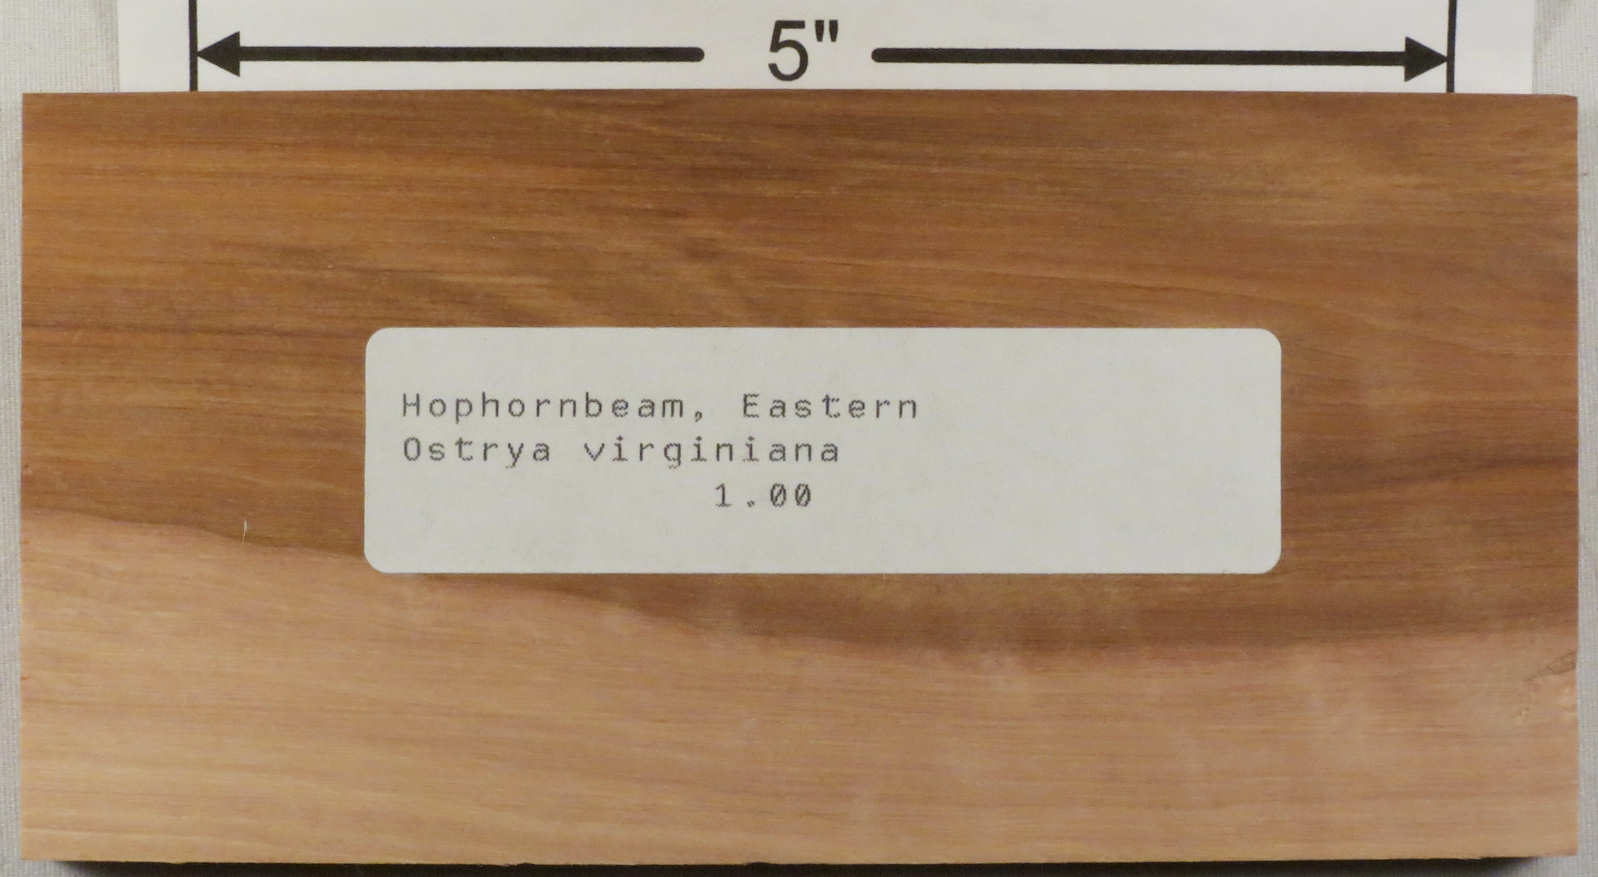 5"
Hophornbeam, Eastern
Ostrya virginiana
1.00